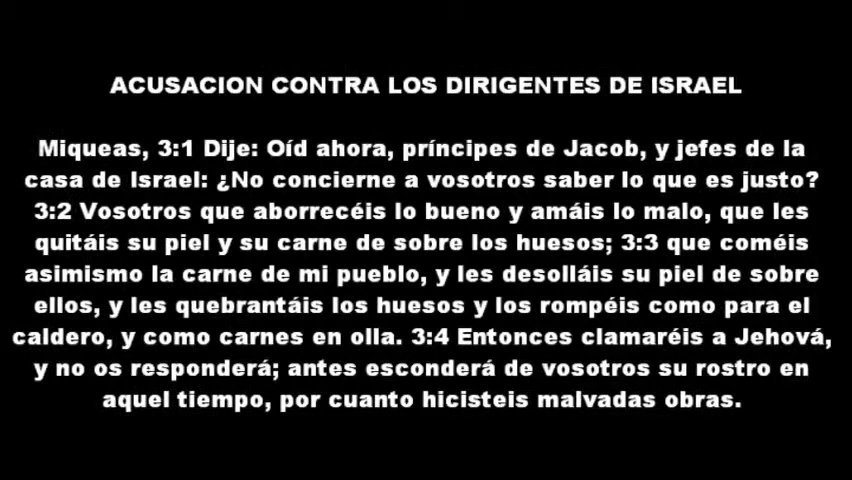 ACUSACION CONTRA LOS DIRIGENTES DE ISRAEL
Miqueas, 3:1 Dije: Oíd ahora, príncipes de Jacob, y jefes de la
casa de Israel: ¿No concierne a vosotros saber lo que es justo?
3:2 Vosotros que aborrecéis lo bueno y amáis lo malo, que les
quitáis su piel y su carne de sobre los huesos; 3:3 que coméis
asimismo la carne de mi pueblo, y les desolláis su piel de sobre
ellos, y les quebrantáis los huesos y los rompéis como para el
caldero, y como carnes en olla. 3:4 Entonces clamaréis a Jehová,
y no os responderá; antes esconderá de vosotros su rostro en
aquel tiempo, por cuanto hicisteis malvadas obras.